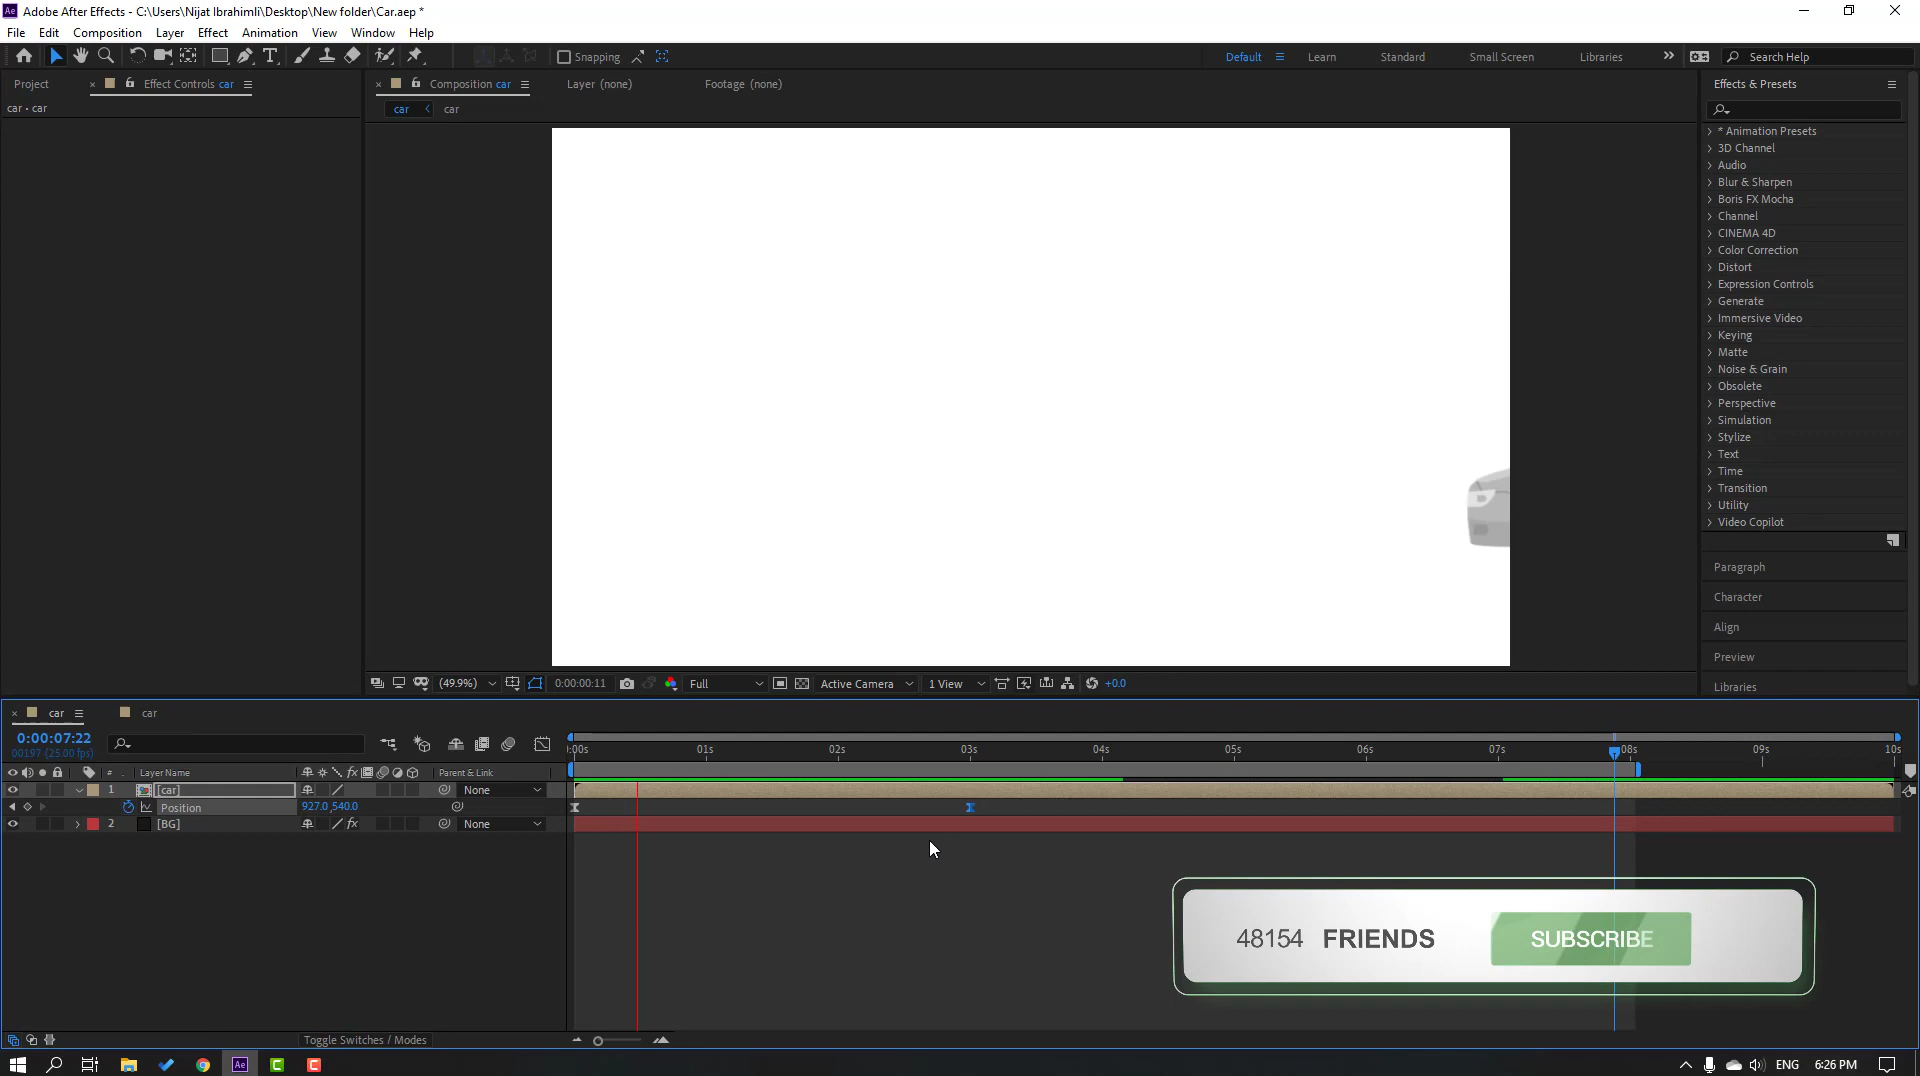 Ae Adobe After Effects - C:\Users\Nijat Ibrahimli\Desktop\New folder\Car.aep *
File Edit Composition Layer Effect Animation View Window Help
Snapping Default Learn Standard Small Screen Libraries Search Help
Project Effect Controls car Composition car Layer (none) Footage (none) Effects & Presets
car • car
car car
* Animation Presets
3D Channel
Audio
Blur & Sharpen
Boris FX Mocha
Channel
CINEMA 4D
Color Correction
Distort
Expression Controls
Generate
Immersive Video
Keying
Matte
Noise & Grain
Obsolete
Perspective
Simulation
Stylize
Text
Time
Transition
Utility
Video Copilot
Paragraph
Character
Align
Preview
Libraries
(49.9%) 0:00:00:11 Full Active Camera 1 View +0.0
car car
0:00:07:22
00197 (25.00 fps)
:00s 01s 02s 03s 04s 05s 06s 07s 08s 09s 10s
# Layer Name fx Parent & Link
1 [car] None
Position 927.0,540.0
2 [BG] fx None
48154 FRIENDS SUBSCRIBE
Toggle Switches / Modes
Ae C C ENG 6:26 PM